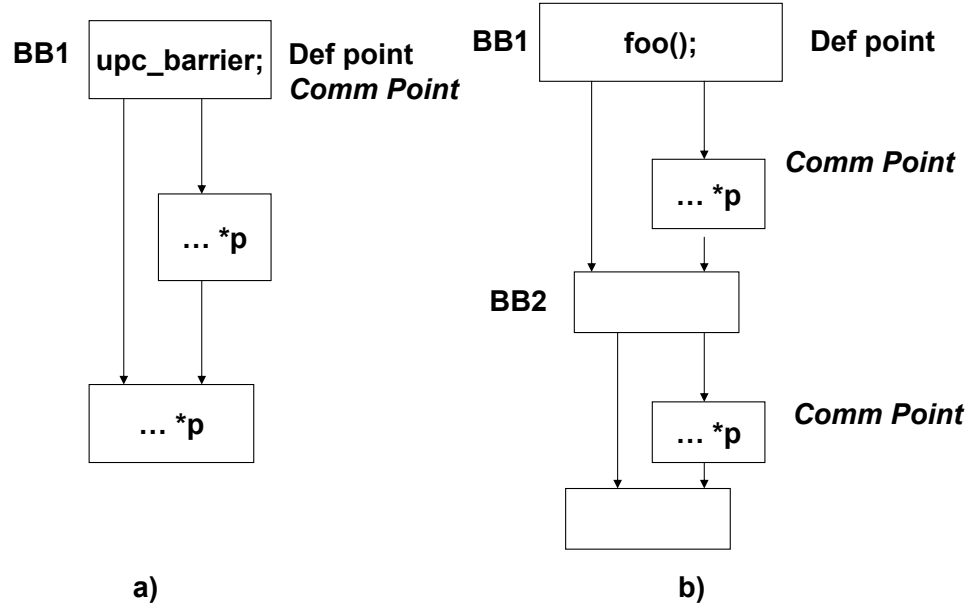 BB1
upc_barrier;
Def point
Comm Point
… *p
… *p
a)
BB1
foo();
Def point
Comm Point
… *p
BB2
Comm Point
… *p
b)